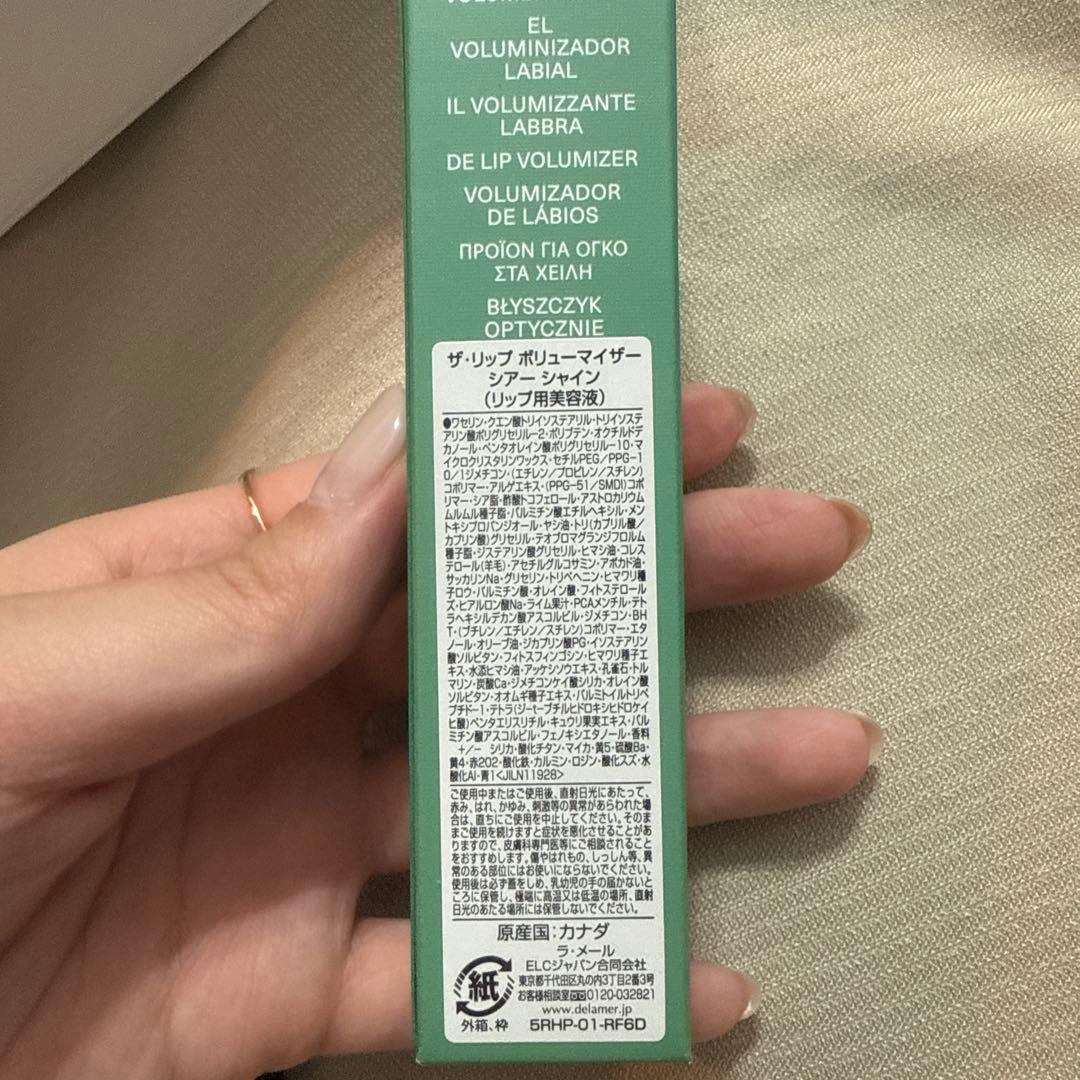 EL
VOLUMINIZADOR
LABIAL
IL VOLUMIZZANTE
LABBRA
DE LIP VOLUMIZER
VOLUMIZADOR
DE LÁBIOS
ΠΡΟΪΟΝ ΓΙΑ ΟΓΚΟ
ΣΤΑ ΧΕΙΛΗ
BŁYSZCZYK
OPTYCZNIE
ザ・リップ ボリューマイザー
シアー シャイン
(リップ用美容液)
●ワセリン・クエン酸トリイソステアリル・トリイソステ
アリン酸ポリグリセリル-2・ポリブテン・オクチルドデ
カノール・ペンタオレイン酸ポリグリセリル-10・マ
イクロクリスタリンワックス・セチルPEG/PPG-1
0/1ジメチコン・(エチレン/プロピレン/スチレン)
コポリマー・アルゲエキス・(PPG-51/SMDI)コポ
リマー・シア脂・酢酸トコフェロール・アストロカリウム
ムルムル種子脂・パルミチン酸エチルヘキシル・メン
トキシプロパンジオール・ヤシ油・トリ(カプリル酸/
カプリン酸)グリセリル・テオブロマグランジフロルム
種子脂・ジステアリン酸グリセリル・ヒマシ油・コレス
テロール(羊毛)・アセチルグルコサミン・アボカド油・
サッカリンNa・グリセリン・トリベヘニン・ヒマワリ種
子ロウ・パルミチン酸・オレイン酸・フィトステロール
ズ・ヒアルロン酸Na・ライム果汁・PCAメンチル・テト
ラヘキシルデカン酸アスコルビル・ジメチコン・BH
T・(ブチレン/エチレン/スチレン)コポリマー・エタ
ノール・オリーブ油・ジカプリン酸PG・イソステアリン
酸ソルビタン・フィトスフィンゴシン・ヒマワリ種子エ
キス・水添ヒマシ油・アッケシソウエキス・孔雀石・トル
マリン・炭酸Ca・ジメチコンケイ酸シリカ・オレイン酸
ソルビタン・オオムギ種子エキス・パルミトイルトリペ
プチド-1・テトラ(ジ-t-ブチルヒドロキシヒドロケイ
ヒ酸)ペンタエリスリチル・キュウリ果実エキス・パル
ミチン酸アスコルビル・フェノキシエタノール・香料
+/- シリカ・酸化チタン・マイカ・黄5・硫酸Ba・
黄4・赤202・酸化鉄・カルミン・ロジン・酸化スズ・水
酸化Al・青1<JILN11928>
ご使用中またはご使用後、直射日光にあたって、
赤み、はれ、かゆみ、刺激等の異常があらわれた場
合は、直ちにご使用を中止してください。そのま
まご使用を続けますと症状を悪化させることがあ
りますので、皮膚科専門医等にご相談されること
をおすすめします。傷やはれもの、しっしん等、異
常のある部位にはお使いにならないでください。
使用後は必ず蓋をしめ、乳幼児の手の届かないと
ころに保管し、極端に高温又は低温の場所、直射
日光のあたる場所には保管しないでください。
原産国：カナダ
ラ・メール
ELCジャパン合同会社
東京都千代田区丸の内3丁目2番3号
お客様相談室0120-032821
www.delamer.jp
紙
外箱、枠 5RHP-01-RF6D